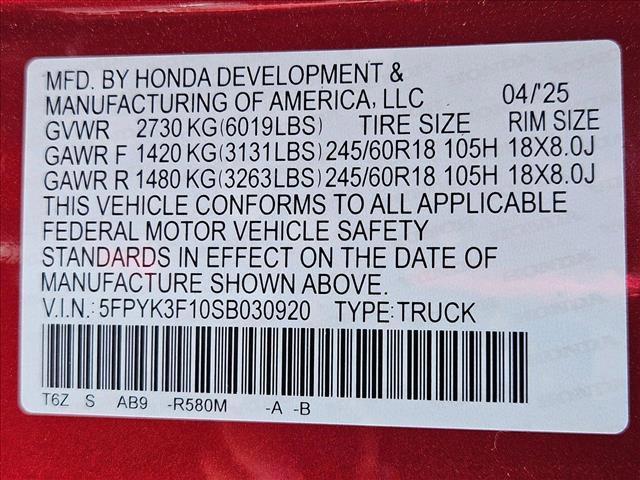 MFD. BY HONDA DEVELOPMENT &
MANUFACTURING OF AMERICA, LLC 04/'25
GVWR 2730 KG(6019LBS) TIRE SIZE RIM SIZE
GAWR F 1420 KG(3131LBS) 245/60R18 105H 18X8.0J
GAWR R 1480 KG(3263LBS) 245/60R18 105H 18X8.0J
THIS VEHICLE CONFORMS TO ALL APPLICABLE
FEDERAL MOTOR VEHICLE SAFETY
STANDARDS IN EFFECT ON THE DATE OF
MANUFACTURE SHOWN ABOVE.
V.I.N.: 5FPYK3F10SB030920 TYPE:TRUCK
T6Z S AB9 -R580M -A -B